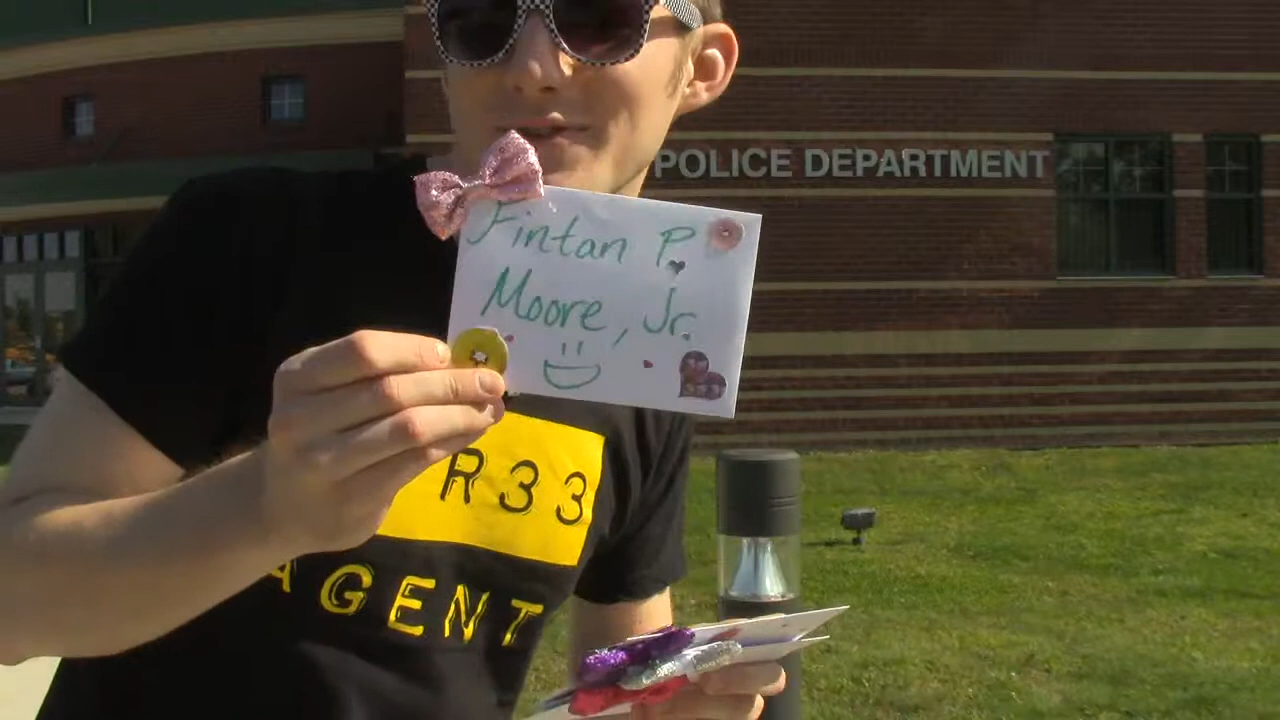 POLICE DEPARTMENT
Fintan P.
Moore, Jr.
R33
AGENT